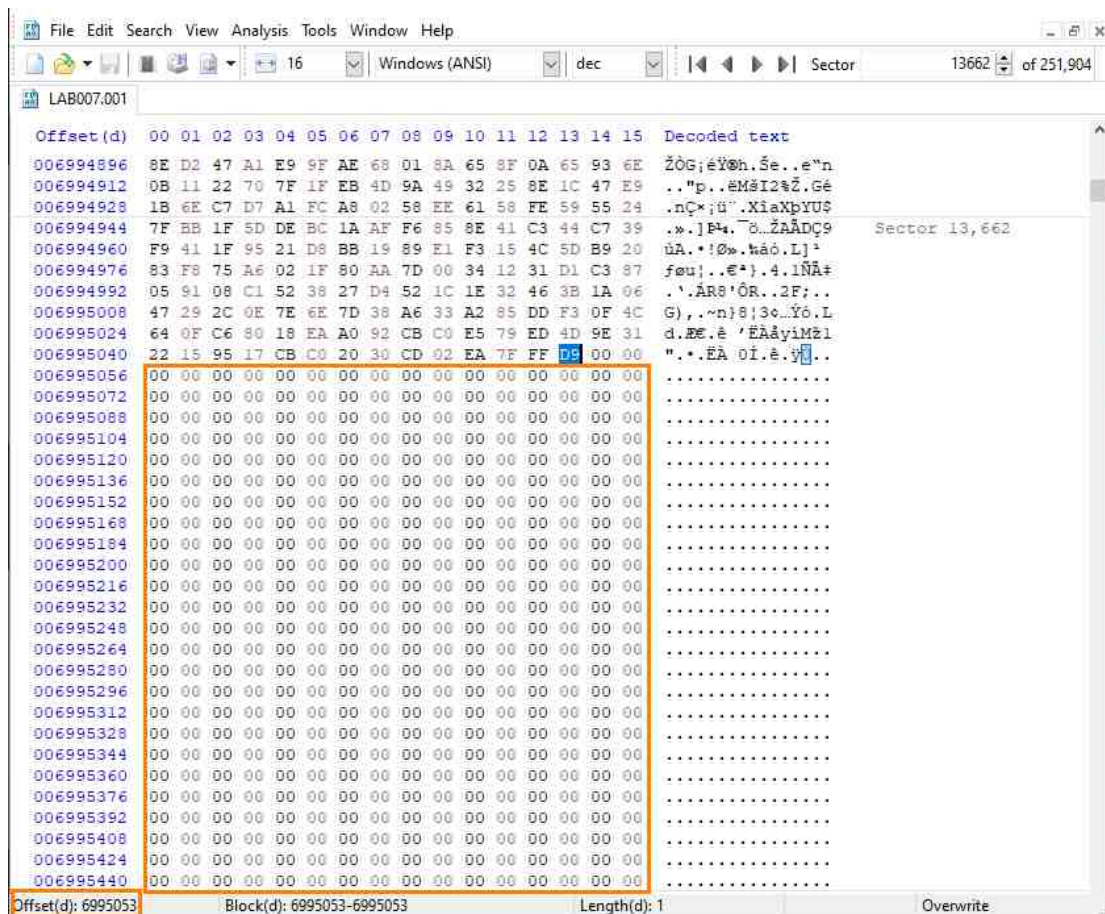 File Edit Search View Analysis Tools Window Help
16 Windows (ANSI) dec Sector 13662 of 251,904
LAB007.001
Offset(d) 00 01 02 03 04 05 06 07 08 09 10 11 12 13 14 15 Decoded text
006994896 8E D2 47 A1 E9 9F AE 68 01 8A 65 8F 0A 65 93 6E ŽÒG¡éŸ®h.Še..e“n
006994912 0B 11 22 70 7F 1F EB 4D 9A 49 32 25 8E 1C 47 E9 .."p..ëMšI2%Ž.Gé
006994928 1B 6E C7 D7 A1 FC A8 02 58 EE 61 58 FE 59 55 24 .nÇ×¡ü¨.XîaXþYU$
006994944 7F BB 1F 5D DE BC 1A AF F6 85 8E 41 C3 44 C7 39 .».]Þ¼.¯ö…ŽAÃDÇ9 Sector 13,662
006994960 F9 41 1F 95 21 D8 BB 19 89 E1 F3 15 4C 5D B9 20 ùA.•!Ø».‰áó.L]¹
006994976 83 F8 75 A6 02 1F 80 AA 7D 00 34 12 31 D1 C3 87 ƒøu¦..€ª}.4.1ÑÃ‡
006994992 05 91 08 C1 52 38 27 D4 52 1C 1E 32 46 3B 1A 06 .‘.ÁR8'ÔR..2F;..
006995008 47 29 2C 0E 7E 6E 7D 38 A6 33 A2 85 DD F3 0F 4C G),.~n}8¦3¢…Ýó.L
006995024 64 0F C6 80 18 EA A0 92 CB C0 E5 79 ED 4D 9E 31 d.Æ€.ê ’ËÀåyíMž1
006995040 22 15 95 17 CB C0 20 30 CD 02 EA 7F FF D9 00 00 ".•.ËÀ 0Í.ê.ÿÙ..
006995056 00 00 00 00 00 00 00 00 00 00 00 00 00 00 00 00 ................
006995072 00 00 00 00 00 00 00 00 00 00 00 00 00 00 00 00 ................
006995088 00 00 00 00 00 00 00 00 00 00 00 00 00 00 00 00 ................
006995104 00 00 00 00 00 00 00 00 00 00 00 00 00 00 00 00 ................
006995120 00 00 00 00 00 00 00 00 00 00 00 00 00 00 00 00 ................
006995136 00 00 00 00 00 00 00 00 00 00 00 00 00 00 00 00 ................
006995152 00 00 00 00 00 00 00 00 00 00 00 00 00 00 00 00 ................
006995168 00 00 00 00 00 00 00 00 00 00 00 00 00 00 00 00 ................
006995184 00 00 00 00 00 00 00 00 00 00 00 00 00 00 00 00 ................
006995200 00 00 00 00 00 00 00 00 00 00 00 00 00 00 00 00 ................
006995216 00 00 00 00 00 00 00 00 00 00 00 00 00 00 00 00 ................
006995232 00 00 00 00 00 00 00 00 00 00 00 00 00 00 00 00 ................
006995248 00 00 00 00 00 00 00 00 00 00 00 00 00 00 00 00 ................
006995264 00 00 00 00 00 00 00 00 00 00 00 00 00 00 00 00 ................
006995280 00 00 00 00 00 00 00 00 00 00 00 00 00 00 00 00 ................
006995296 00 00 00 00 00 00 00 00 00 00 00 00 00 00 00 00 ................
006995312 00 00 00 00 00 00 00 00 00 00 00 00 00 00 00 00 ................
006995328 00 00 00 00 00 00 00 00 00 00 00 00 00 00 00 00 ................
006995344 00 00 00 00 00 00 00 00 00 00 00 00 00 00 00 00 ................
006995360 00 00 00 00 00 00 00 00 00 00 00 00 00 00 00 00 ................
006995376 00 00 00 00 00 00 00 00 00 00 00 00 00 00 00 00 ................
006995392 00 00 00 00 00 00 00 00 00 00 00 00 00 00 00 00 ................
006995408 00 00 00 00 00 00 00 00 00 00 00 00 00 00 00 00 ................
006995424 00 00 00 00 00 00 00 00 00 00 00 00 00 00 00 00 ................
006995440 00 00 00 00 00 00 00 00 00 00 00 00 00 00 00 00 ................
Offset(d): 6995053 Block(d): 6995053-6995053 Length(d): 1 Overwrite